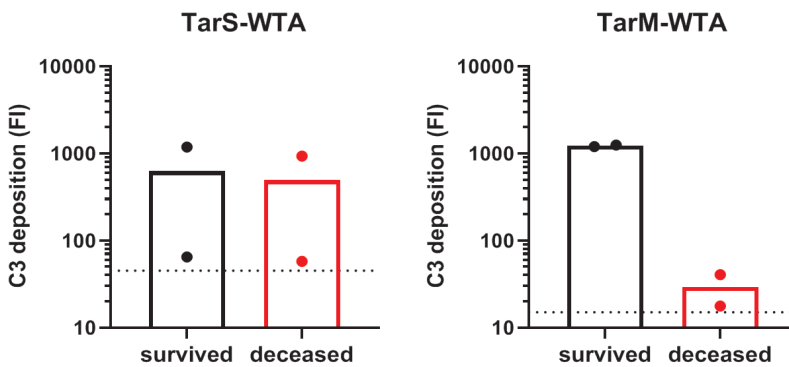 TarS-WTA
C3 deposition (FI)
10000
1000
100
10
survived deceased
TarM-WTA
C3 deposition (FI)
10000
1000
100
10
survived deceased